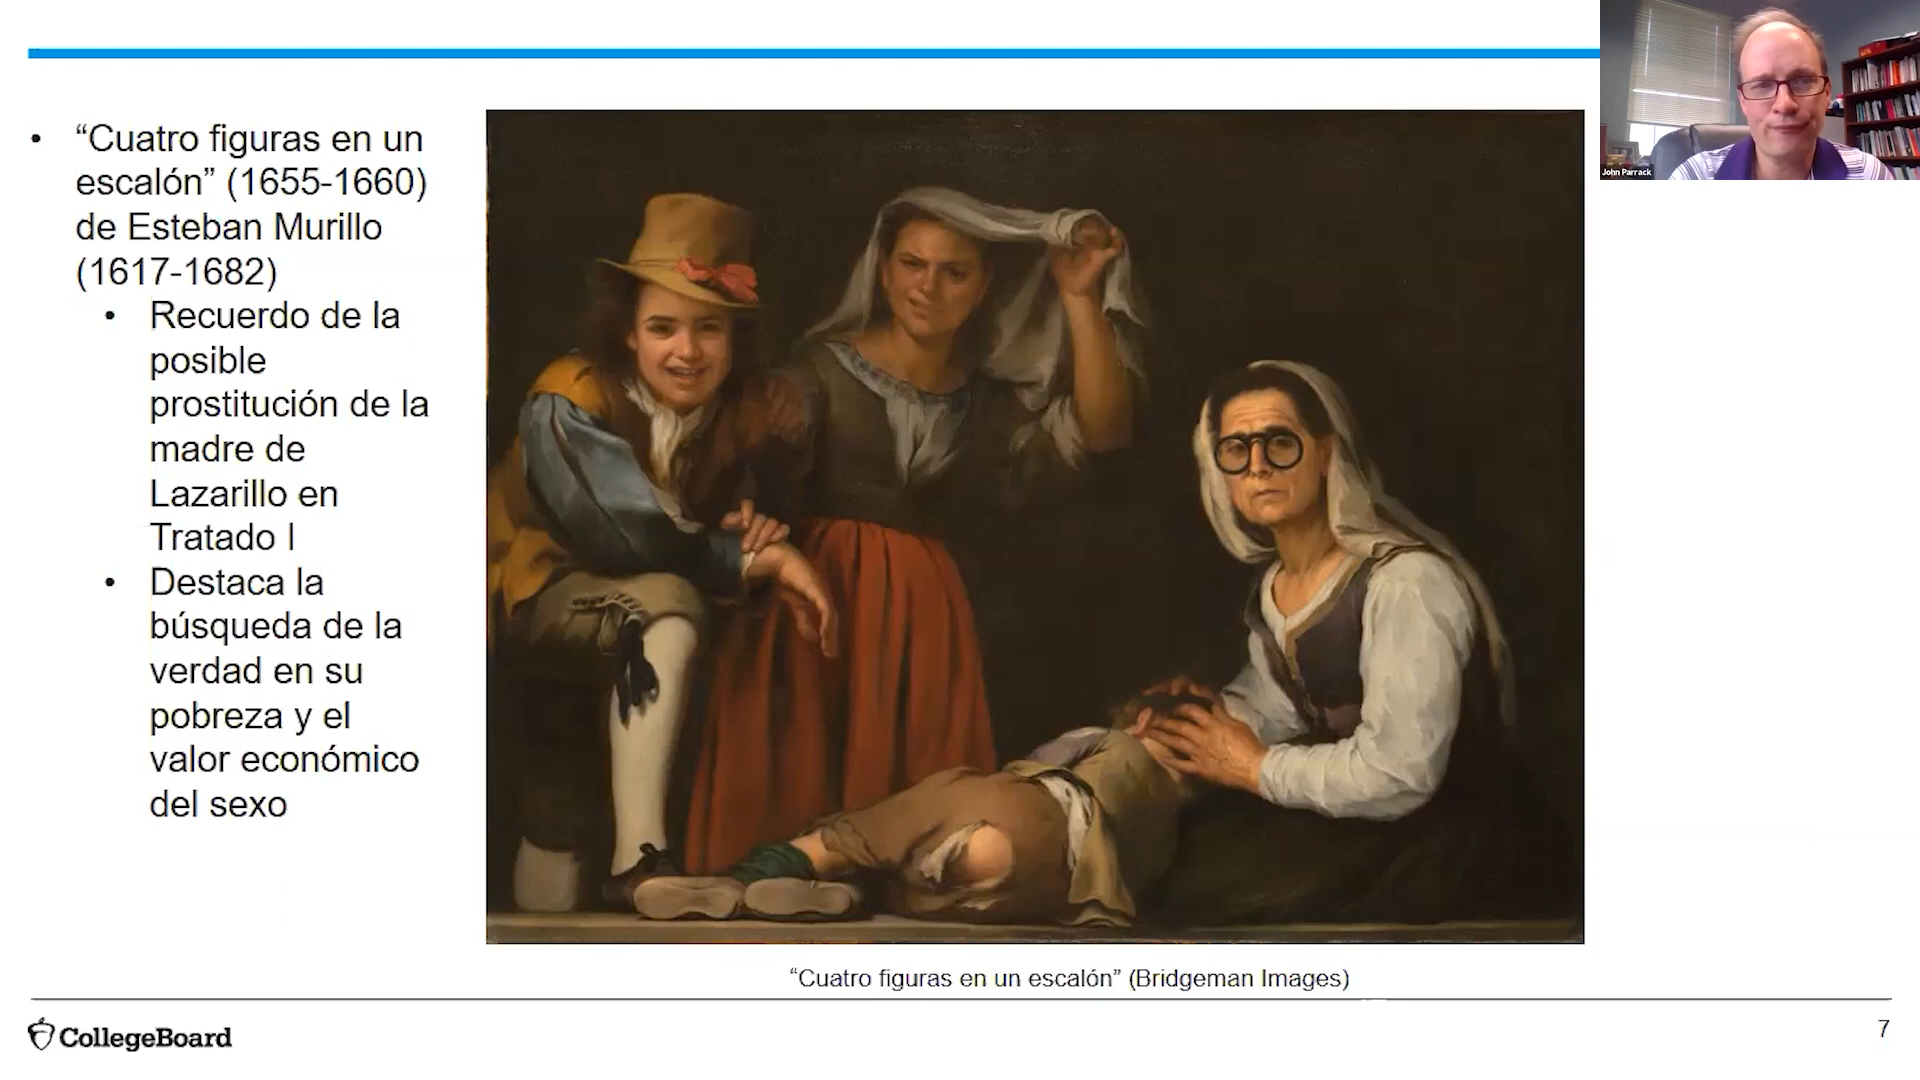 • “Cuatro figuras en un
escalón” (1655-1660)
de Esteban Murillo
(1617-1682)
• Recuerdo de la
posible
prostitución de la
madre de
Lazarillo en
Tratado I
• Destaca la
búsqueda de la
verdad en su
pobreza y el
valor económico
del sexo
John Parrack
“Cuatro figuras en un escalón” (Bridgeman Images)
CollegeBoard
7